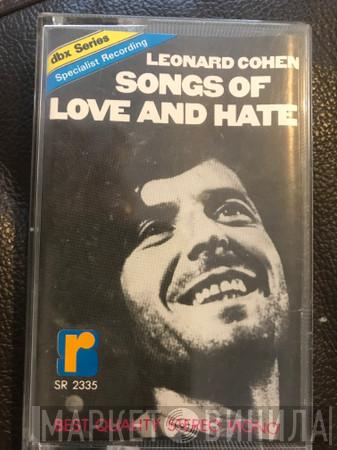 dbx Series
Specialist Recording
LEONARD COHEN
SONGS OF
LOVE AND HATE
r
SR 2335
BEST QUALITY STEREO MONO
МАРКЕТ ВИНИЛА